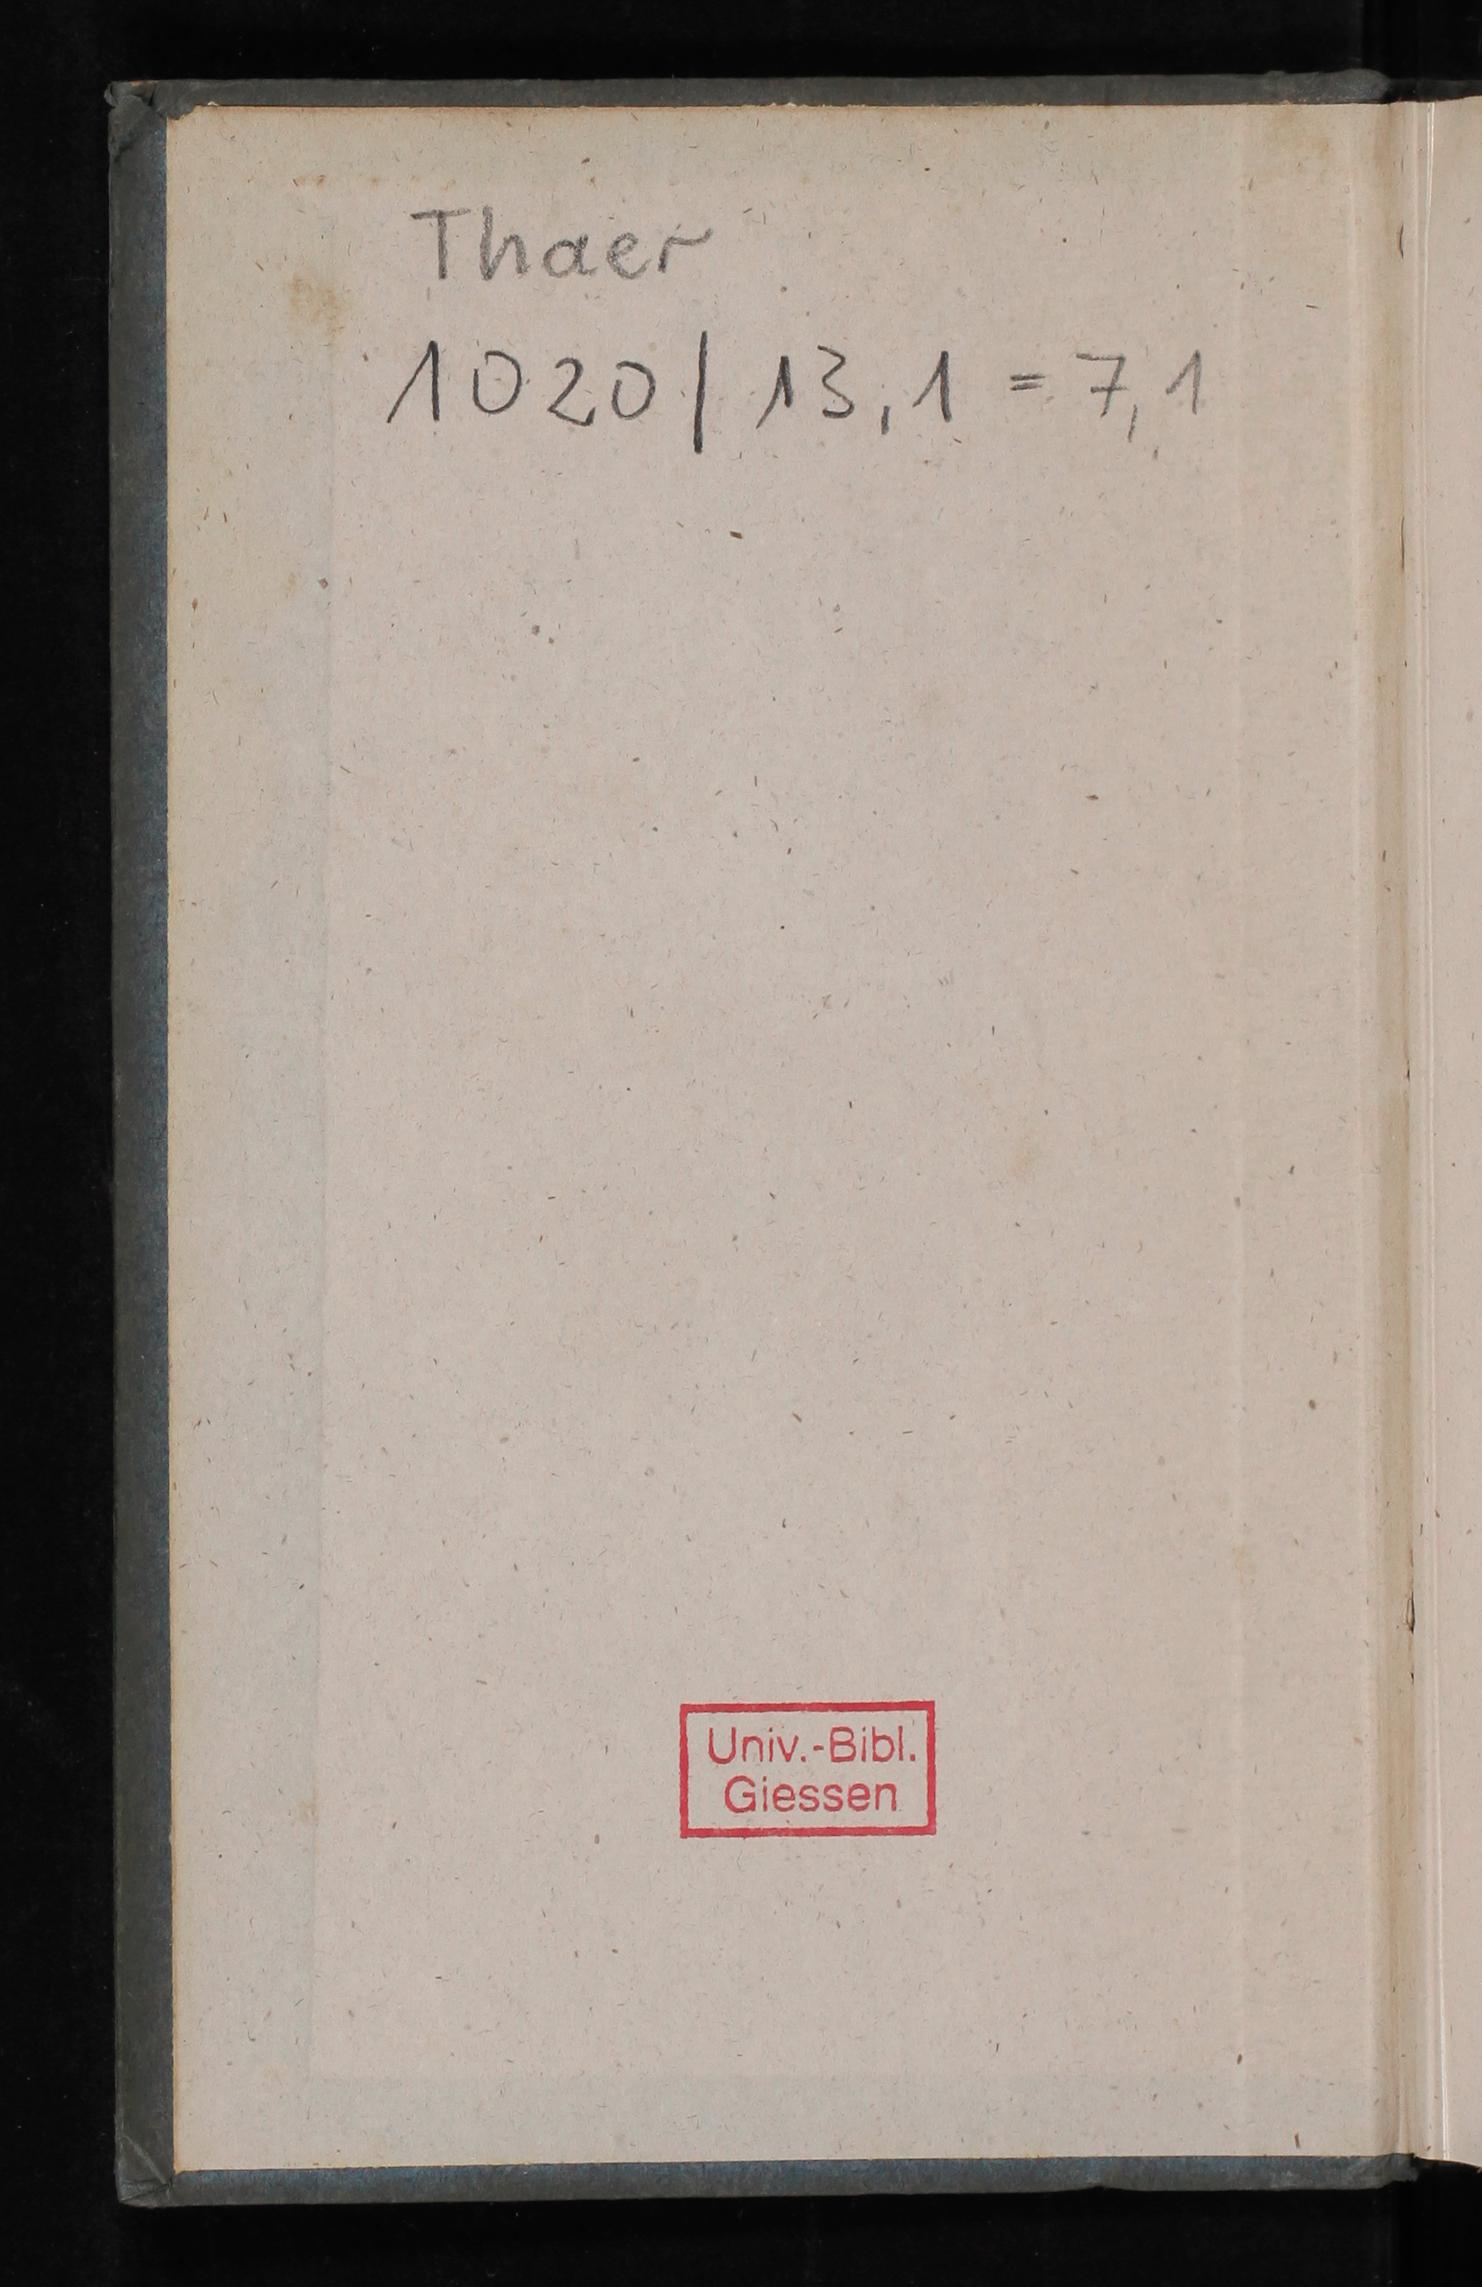 Thaer
1020/13,1 = 7,1
Univ.-Bibl.
Giessen